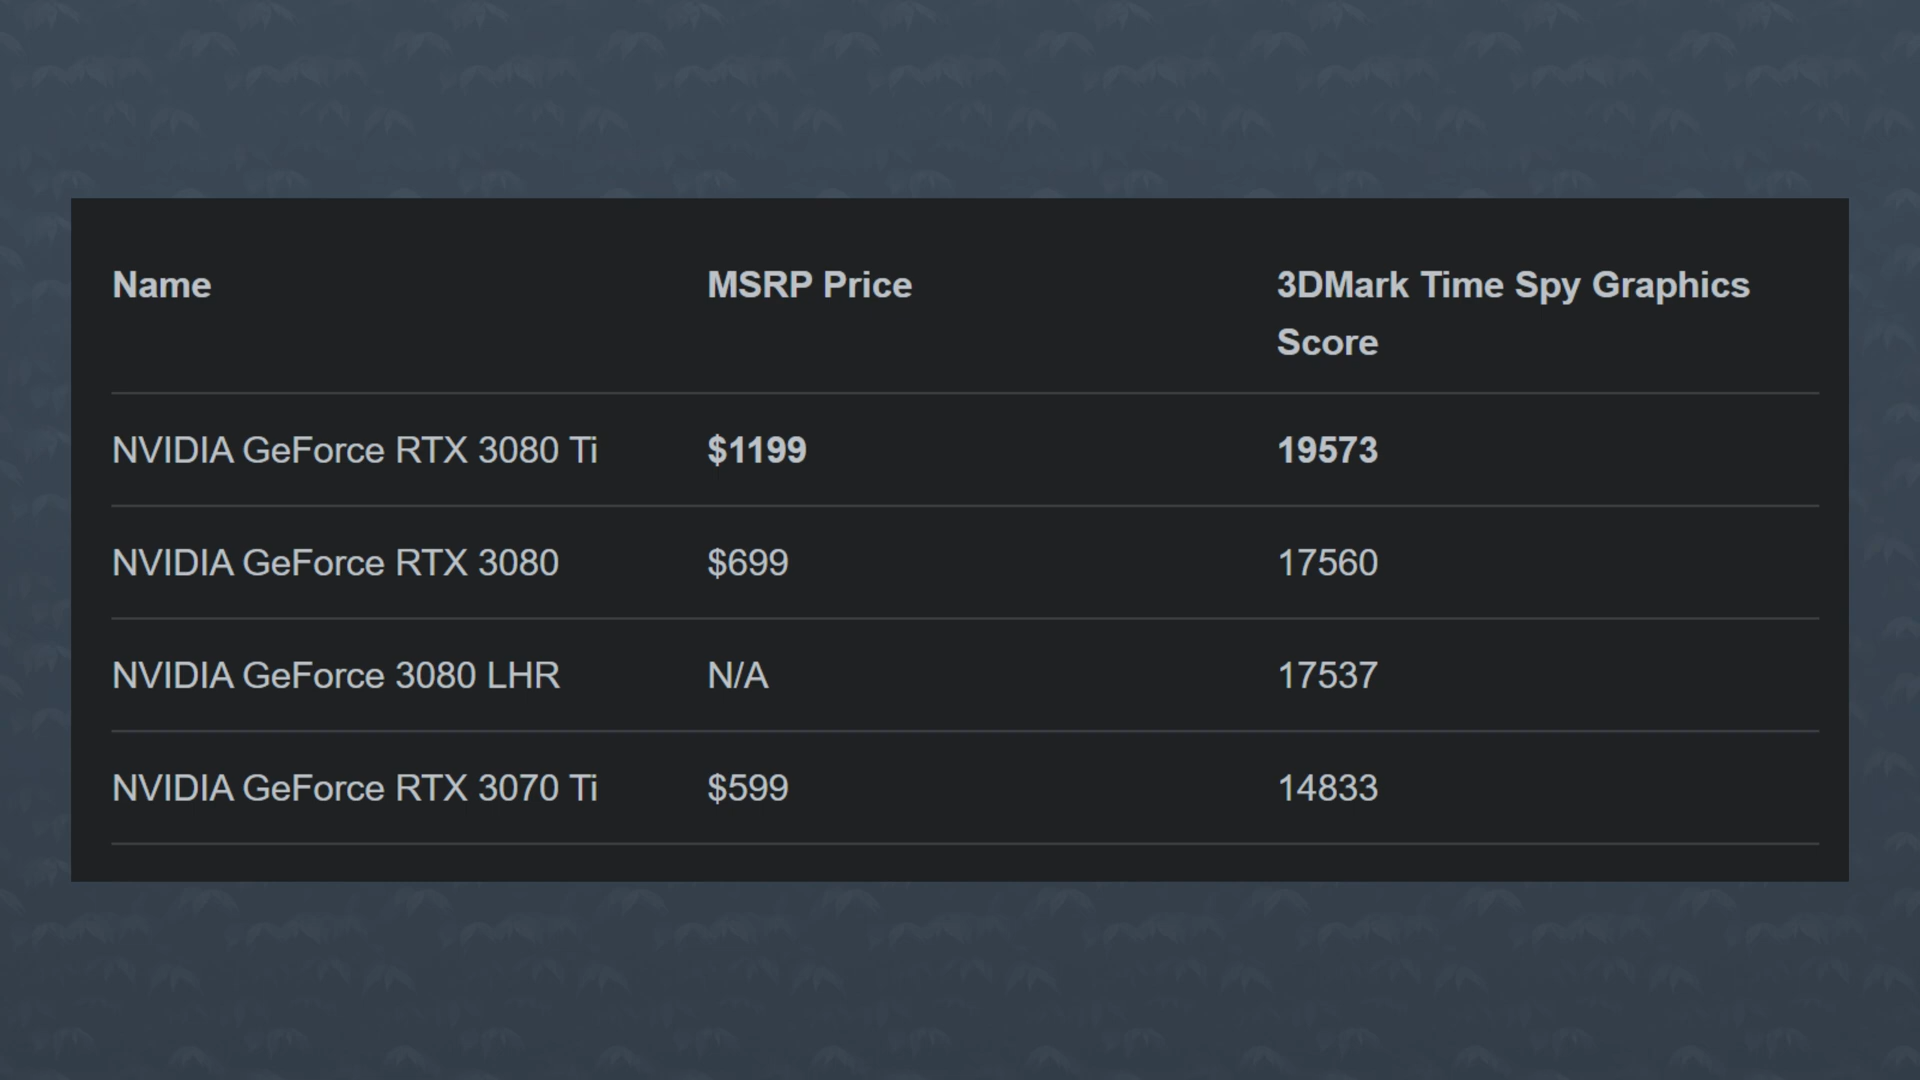 Name MSRP Price 3DMark Time Spy Graphics
Score
NVIDIA GeForce RTX 3080 Ti $1199 19573
NVIDIA GeForce RTX 3080 $699 17560
NVIDIA GeForce 3080 LHR N/A 17537
NVIDIA GeForce RTX 3070 Ti $599 14833